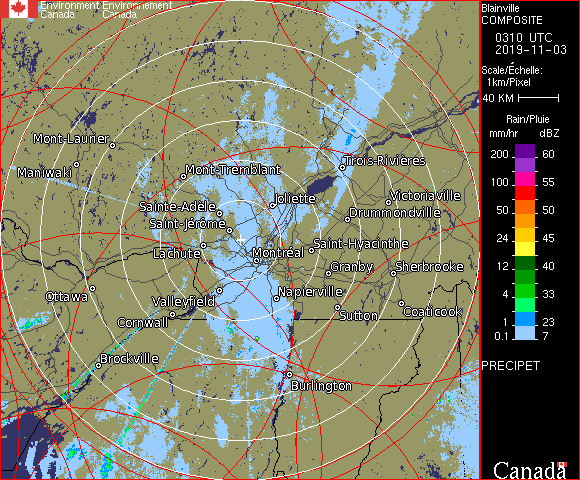 Environment Environnement
Canada Canada
Blainville
COMPOSITE
0310 UTC
2019-11-03
Scale/Échelle:
1km/Pixel
40 KM
Rain/Pluie
mm/hr dBZ
200 60
100 55
50 50
24 45
12 40
4 33
1 23
0.1 7
PRECIPET
Mont-Laurier
Maniwaki
Mont-Tremblant
Trois-Rivières
Joliette
Victoriaville
Sainte-Adèle
Drummondville
Saint-Jérôme
Saint-Hyacinthe
Lachute
Montréal
Granby
Sherbrooke
Ottawa
Valleyfield
Napierville
Cornwall
Sutton
Coaticook
Brockville
Burlington
Canada